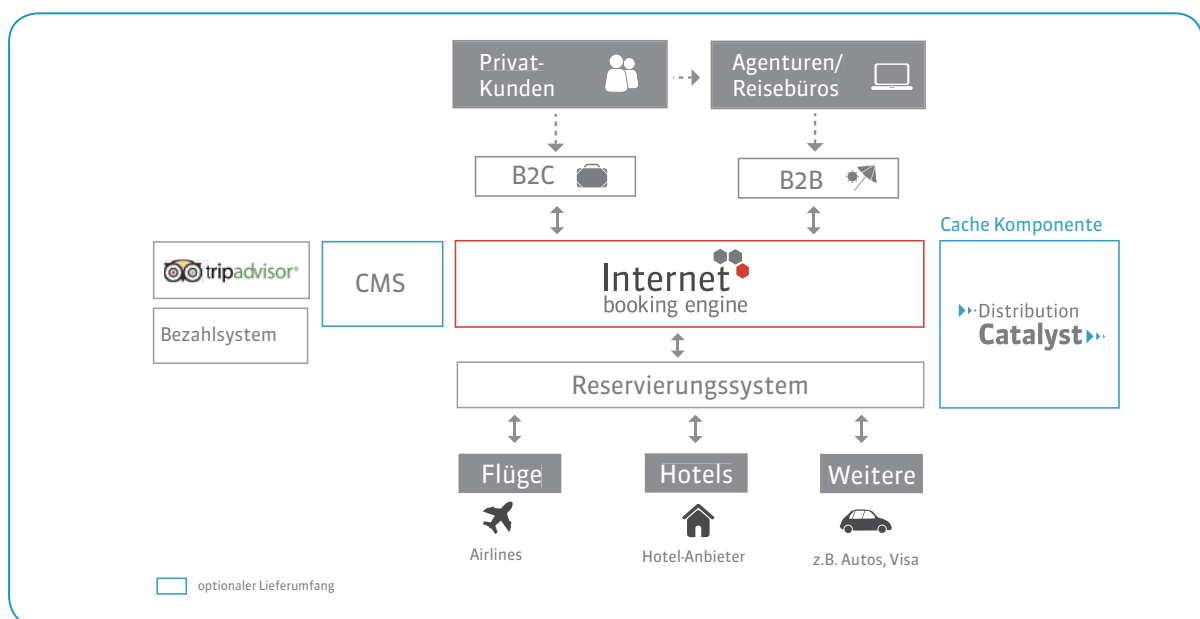 Privat-
Kunden
Agenturen/
Reisebüros
B2C
B2B
Cache Komponente
tripadvisor®
CMS
Internet
booking engine
Distribution
Catalyst
Bezahlsystem
Reservierungssystem
Flüge
Hotels
Weitere
Airlines
Hotel-Anbieter
z.B. Autos, Visa
optionaler Lieferumfang